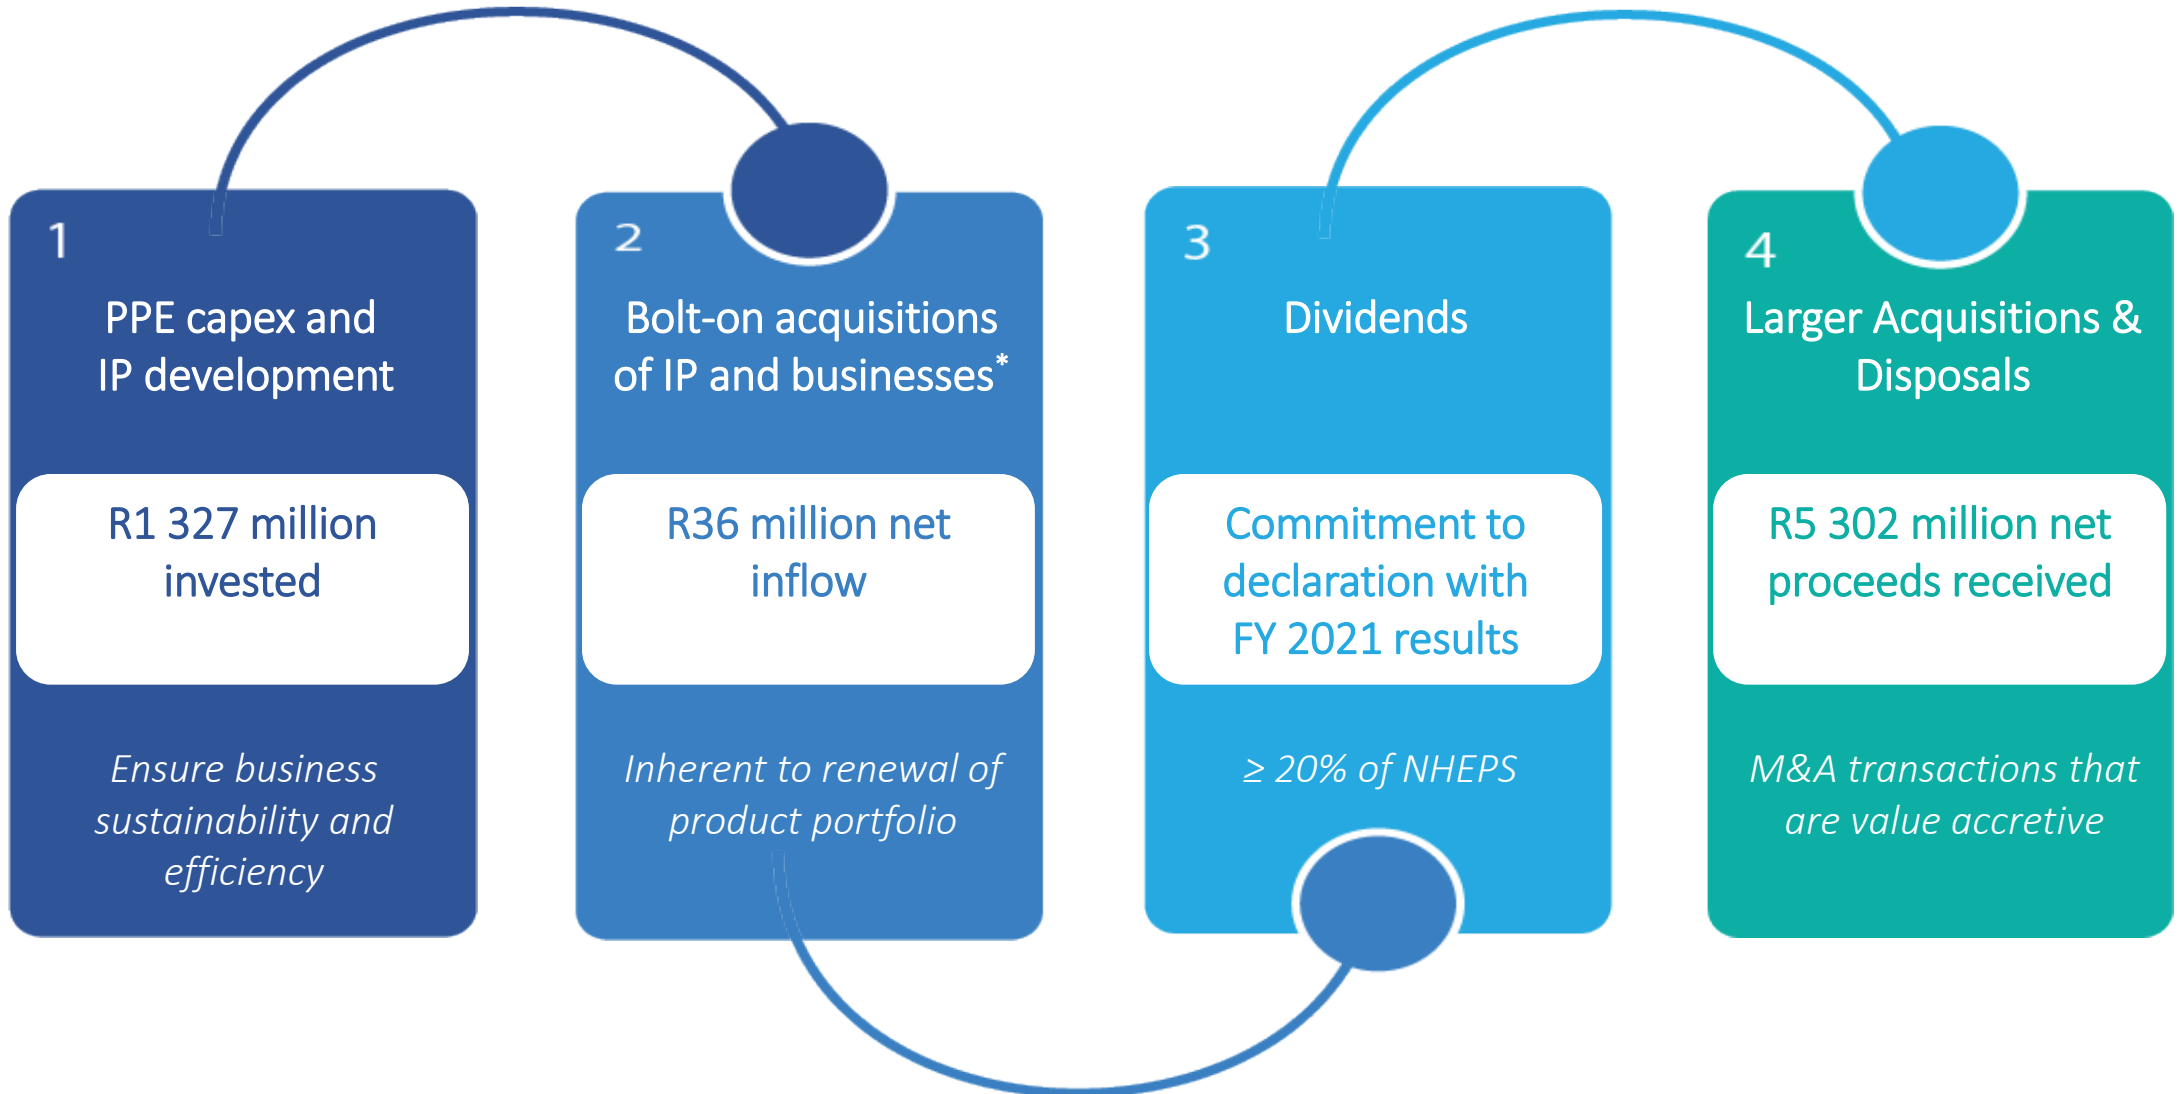 1
PPE capex and
IP development
R1 327 million
invested
Ensure business
sustainability and
efficiency
2
Bolt-on acquisitions
of IP and businesses*
R36 million net
inflow
Inherent to renewal of
product portfolio
3
Dividends
Commitment to
declaration with
FY 2021 results
≥ 20% of NHEPS
4
Larger Acquisitions &
Disposals
R5 302 million net
proceeds received
M&A transactions that
are value accretive